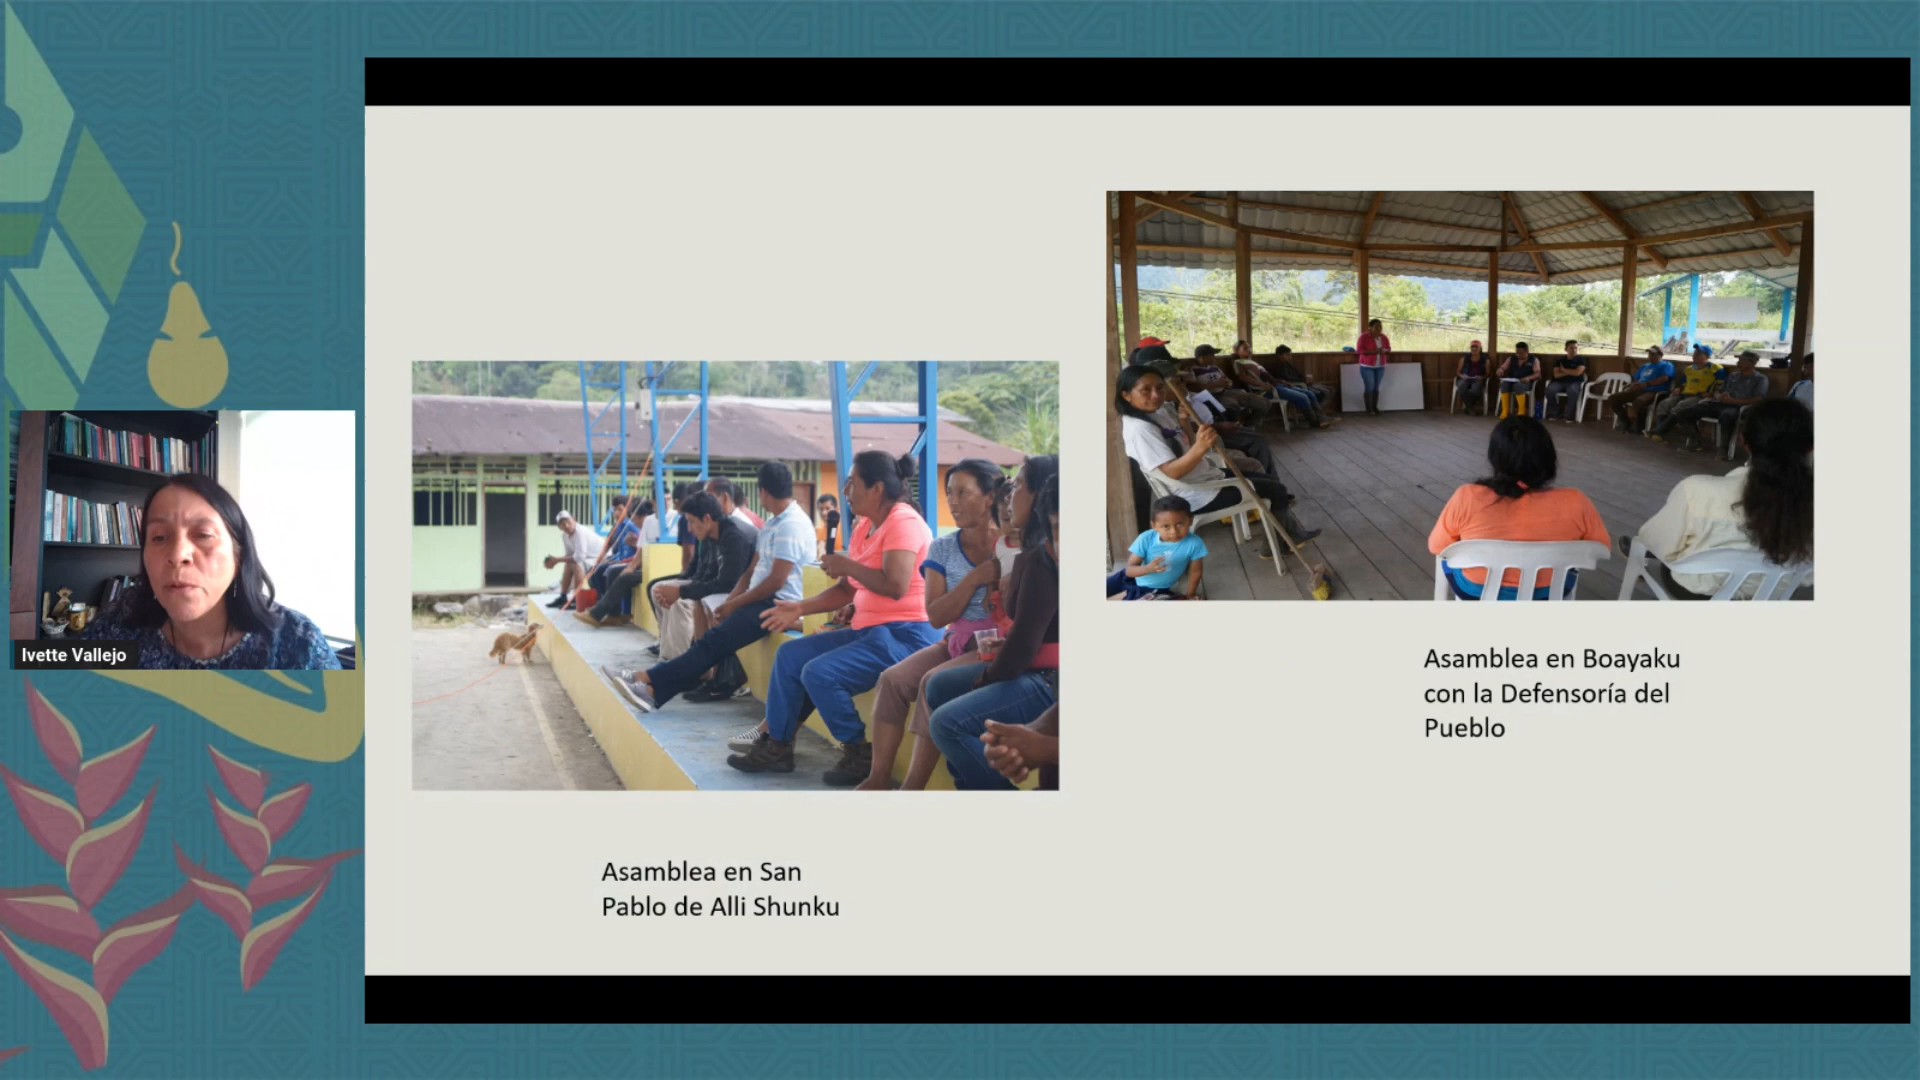 Ivette Vallejo
Asamblea en San
Pablo de Alli Shunku
Asamblea en Boayaku
con la Defensoría del
Pueblo